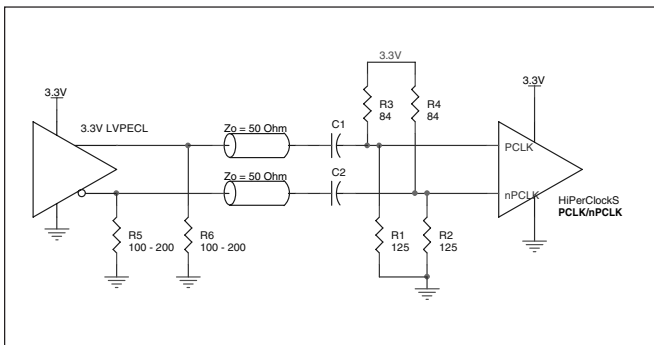 3.3V
3.3V LVPECL
R5
100 - 200
R6
100 - 200
Zo = 50 Ohm
Zo = 50 Ohm
C1
C2
3.3V
R3
84
R4
84
R1
125
R2
125
3.3V
PCLK
nPCLK
HiPerClockS
PCLK/nPCLK